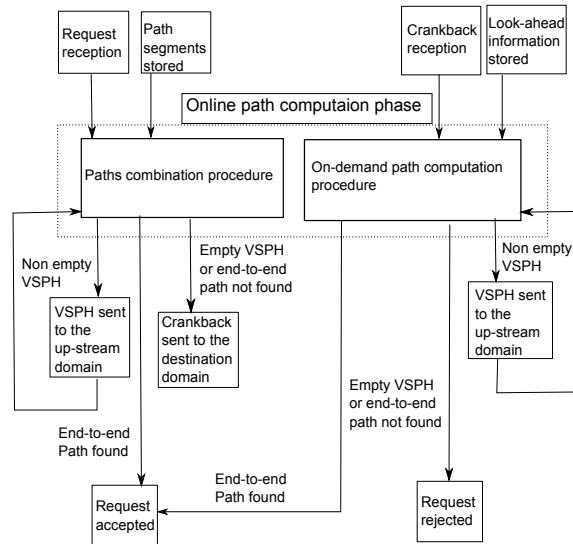 Request
reception
Path
segments
stored
Crankback
reception
Look-ahead
information
stored
Online path computaion phase
Paths combination procedure
On-demand path computation
procedure
Non empty
VSPH
Empty VSPH
or end-to-end
path not found
Non empty
VSPH
VSPH sent
to the
up-stream
domain
Crankback
sent to the
destination
domain
VSPH sent
to the
up-stream
domain
Empty VSPH
or end-to-end
path not found
End-to-end
Path found
End-to-end
Path found
Request
accepted
Request
rejected